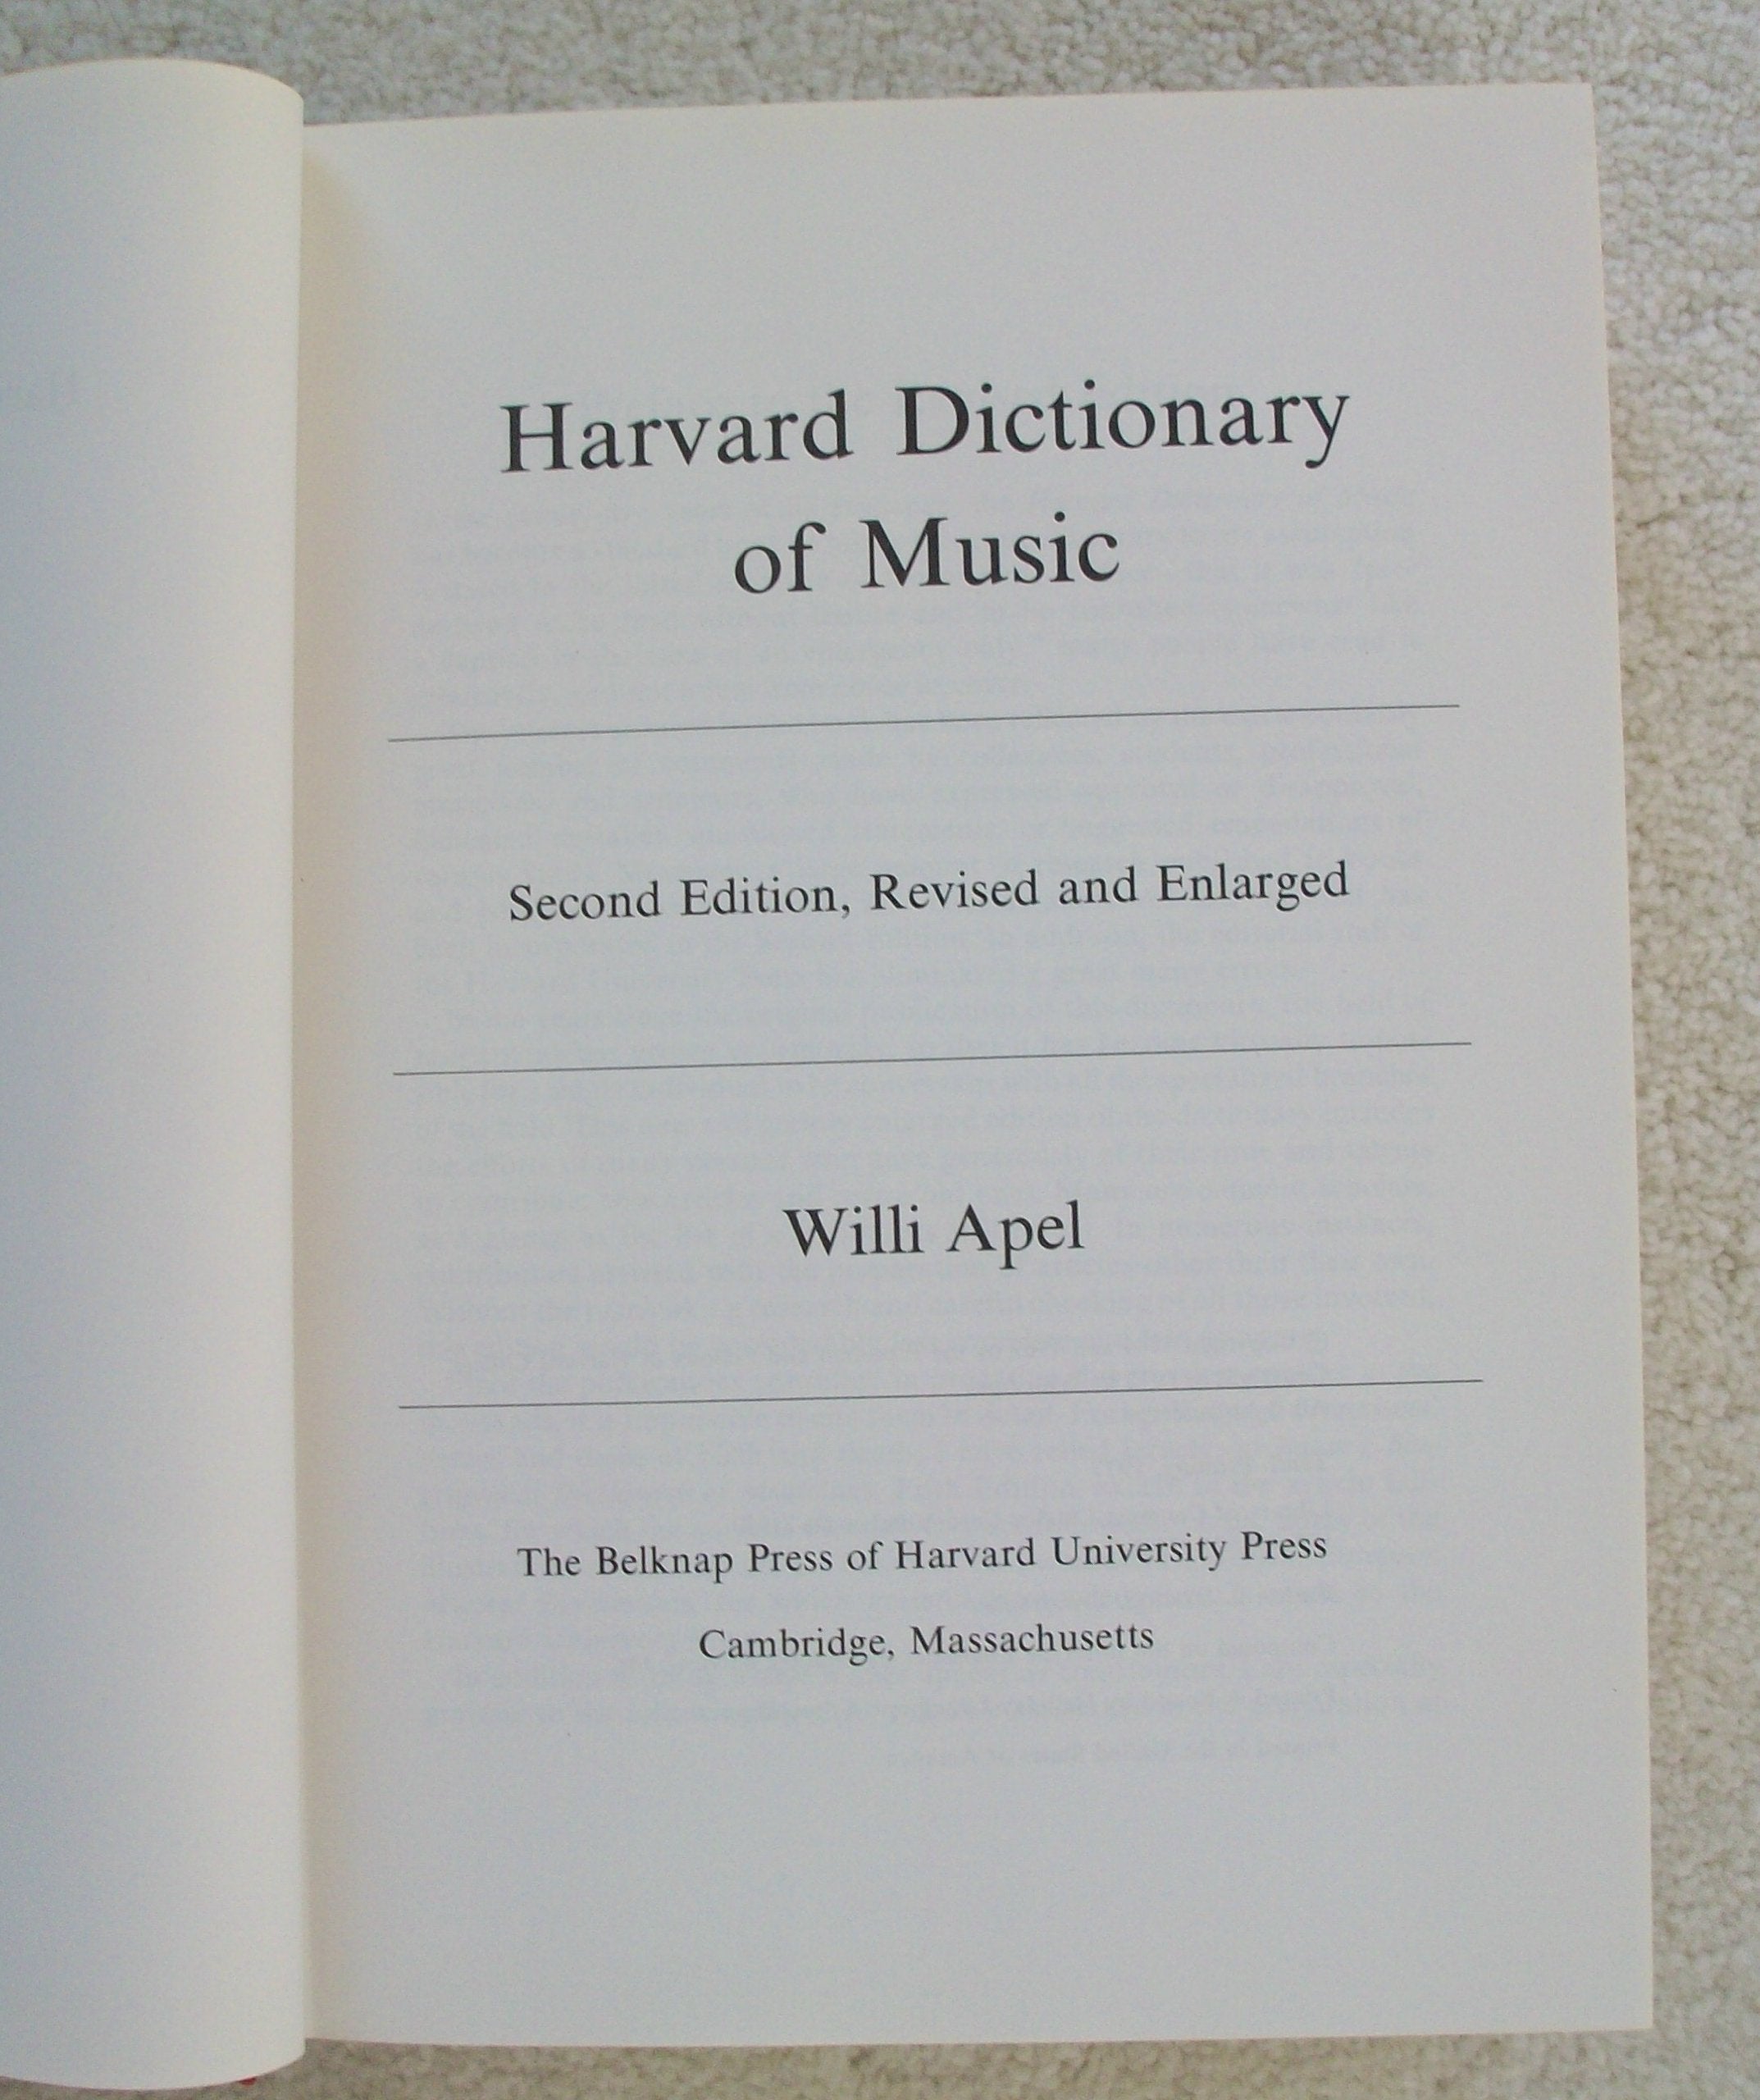 Harvard Dictionary
of Music
Second Edition, Revised and Enlarged
Willi Apel
The Belknap Press of Harvard University Press
Cambridge, Massachusetts